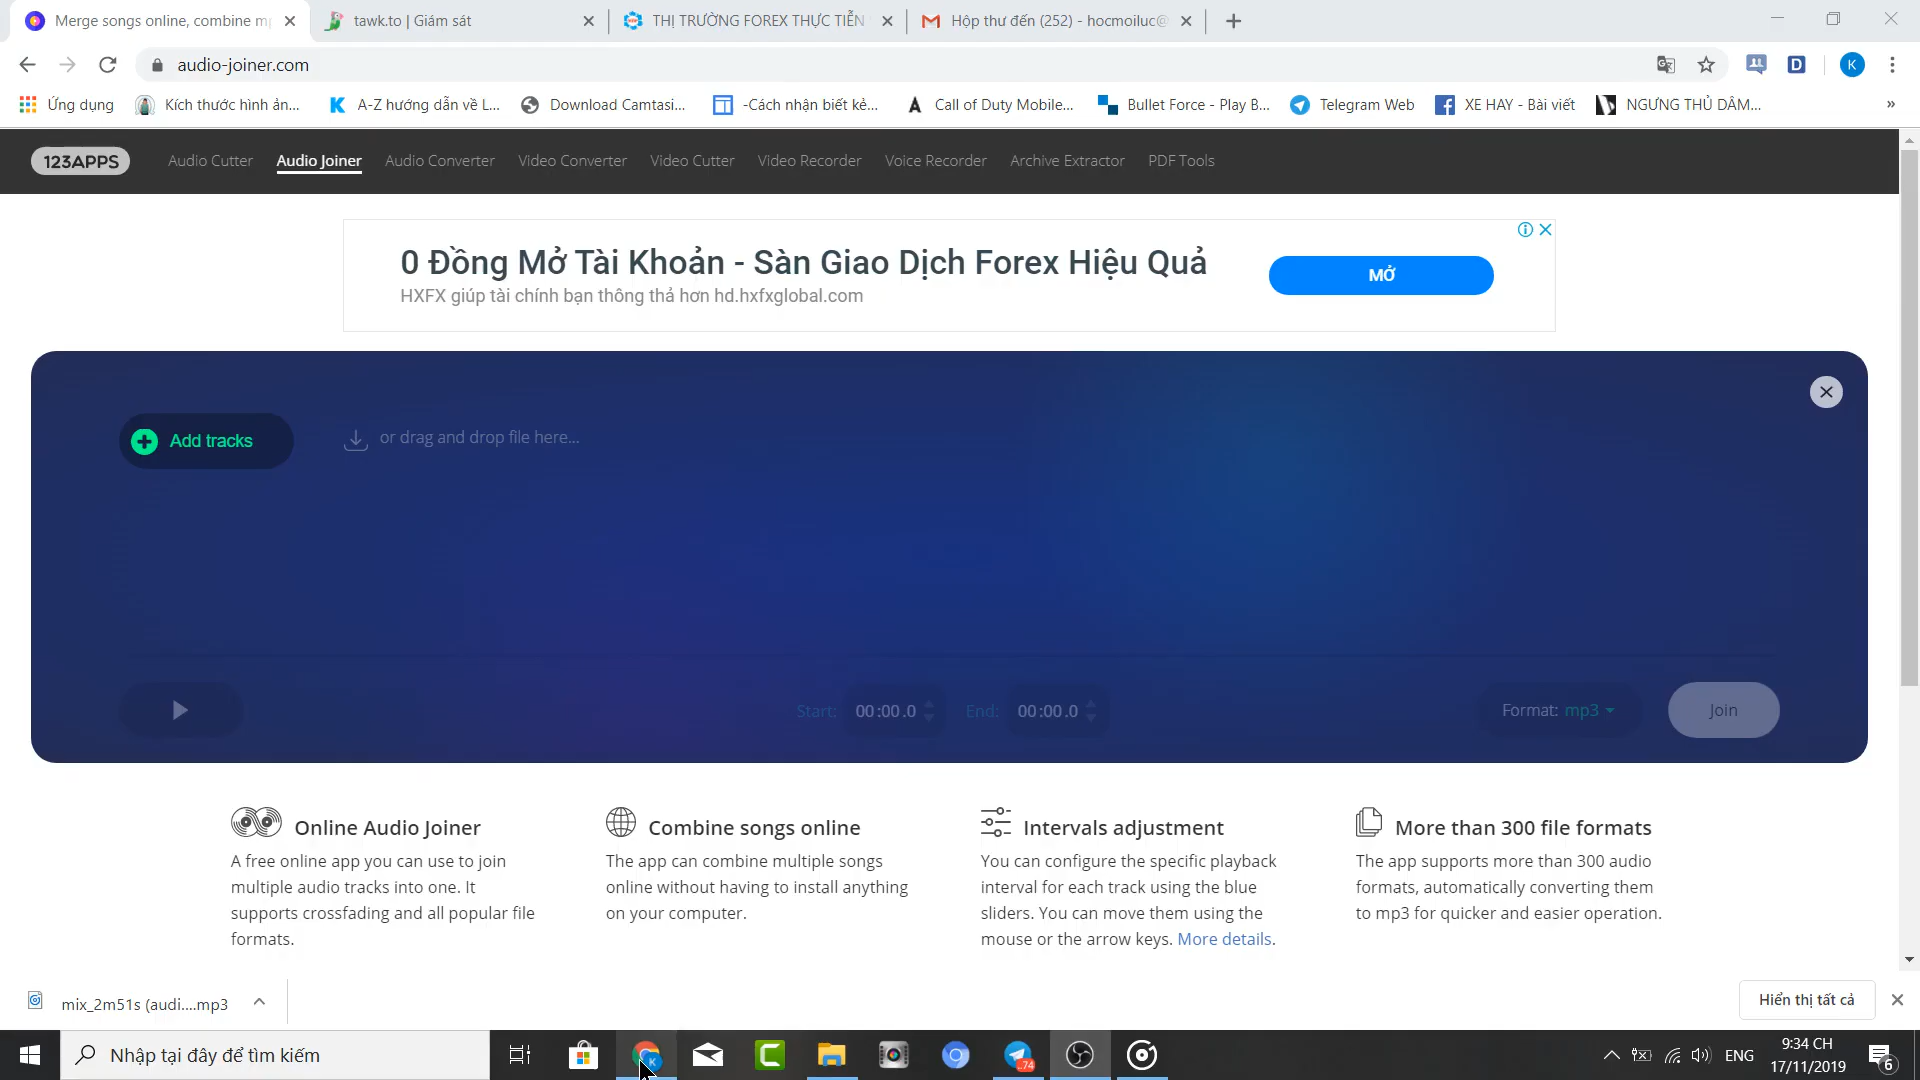 Merge songs online, combine mp
tawk.to | Giám sát
THỊ TRƯỜNG FOREX THỰC TIỄN
Hộp thư đến (252) - hocmoiluc@
audio-joiner.com
K
Ứng dụng
Kích thước hình ản...
A-Z hướng dẫn về L...
Download Camtasi...
-Cách nhận biết kẻ...
Call of Duty Mobile...
Bullet Force - Play B...
Telegram Web
XE HAY - Bài viết
NGƯNG THỦ DÂM...
»
123APPS
Audio Cutter
Audio Joiner
Audio Converter
Video Converter
Video Cutter
Video Recorder
Voice Recorder
Archive Extractor
PDF Tools
0 Đồng Mở Tài Khoản - Sàn Giao Dịch Forex Hiệu Quả
HXFX giúp tài chính bạn thông thả hơn hd.hxfxglobal.com
MỞ
Add tracks
or drag and drop file here...
Start:
00:00.0
End:
00:00.0
Format: mp3
Join
Online Audio Joiner
A free online app you can use to join
multiple audio tracks into one. It
supports crossfading and all popular file
formats.
Combine songs online
The app can combine multiple songs
online without having to install anything
on your computer.
Intervals adjustment
You can configure the specific playback
interval for each track using the blue
sliders. You can move them using the
mouse or the arrow keys. More details.
More than 300 file formats
The app supports more than 300 audio
formats, automatically converting them
to mp3 for quicker and easier operation.
mix_2m51s (audi....mp3
Hiển thị tất cả
Nhập tại đây để tìm kiếm
K
74
ENG
9:34 CH
17/11/2019
6